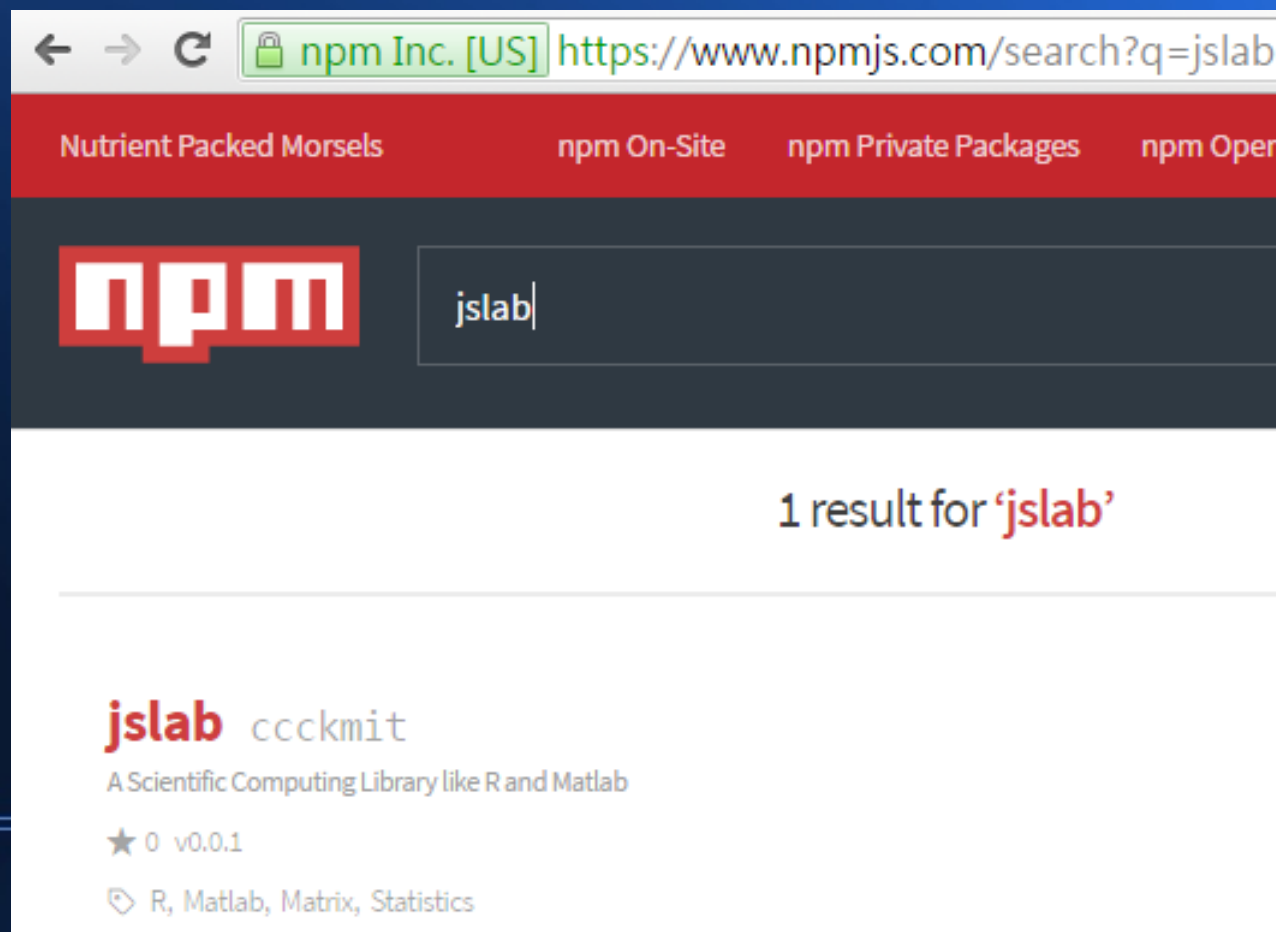 npm Inc. [US] https://www.npmjs.com/search?q=jslab
Nutrient Packed Morsels npm On-Site npm Private Packages npm Oper
npm
jslab
1 result for ‘jslab’
jslab ccckmit
A Scientific Computing Library like R and Matlab
0 v0.0.1
R, Matlab, Matrix, Statistics